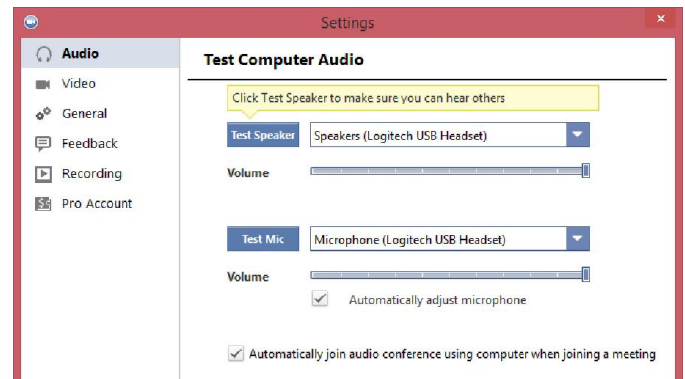 Settings
Audio
Video
General
Feedback
Recording
Pro Account
Test Computer Audio
Click Test Speaker to make sure you can hear others
Test Speaker Speakers (Logitech USB Headset)
Volume
Test Mic Microphone (Logitech USB Headset)
Volume
Automatically adjust microphone
Automatically join audio conference using computer when joining a meeting